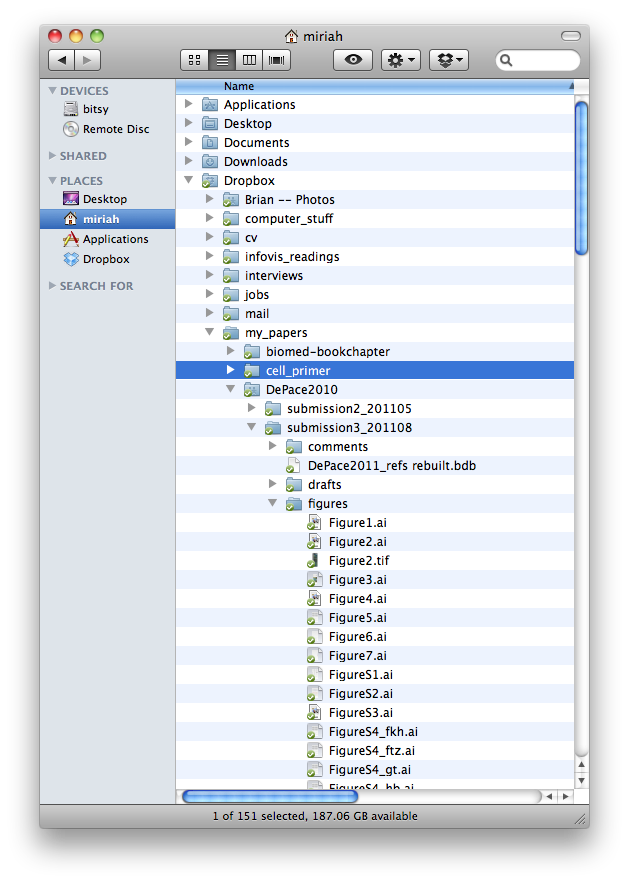 miriah
Name
DEVICES
bitsy
Remote Disc
SHARED
PLACES
Desktop
miriah
Applications
Dropbox
SEARCH FOR
Applications
Desktop
Documents
Downloads
Dropbox
Brian -- Photos
computer_stuff
cv
infovis_readings
interviews
jobs
mail
my_papers
biomed-bookchapter
cell_primer
DePace2010
submission2_201105
submission3_201108
comments
DePace2011_refs rebuilt.bdb
drafts
figures
Figure1.ai
Figure2.ai
Figure2.tif
Figure3.ai
Figure4.ai
Figure5.ai
Figure6.ai
Figure7.ai
FigureS1.ai
FigureS2.ai
FigureS3.ai
FigureS4_fkh.ai
FigureS4_ftz.ai
FigureS4_gt.ai
FigureS4_hb.ai
1 of 151 selected, 187.06 GB available